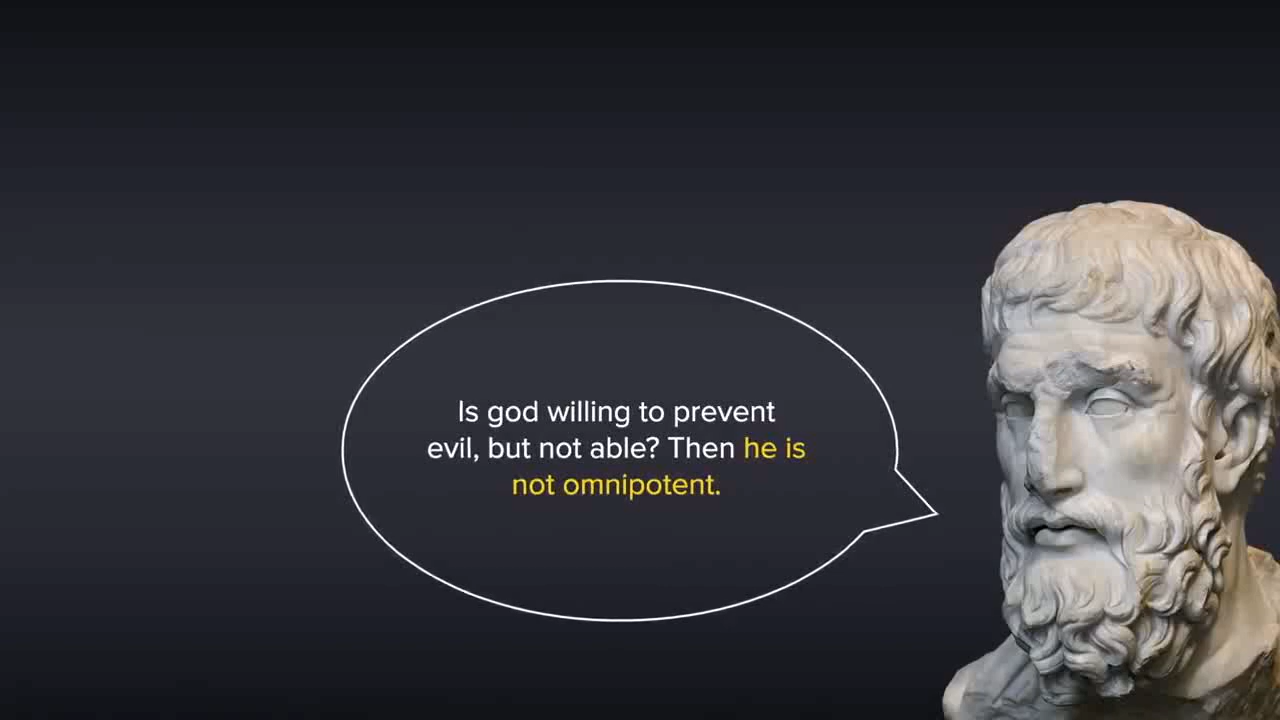 Is god willing to prevent
evil, but not able? Then he is
not omnipotent.